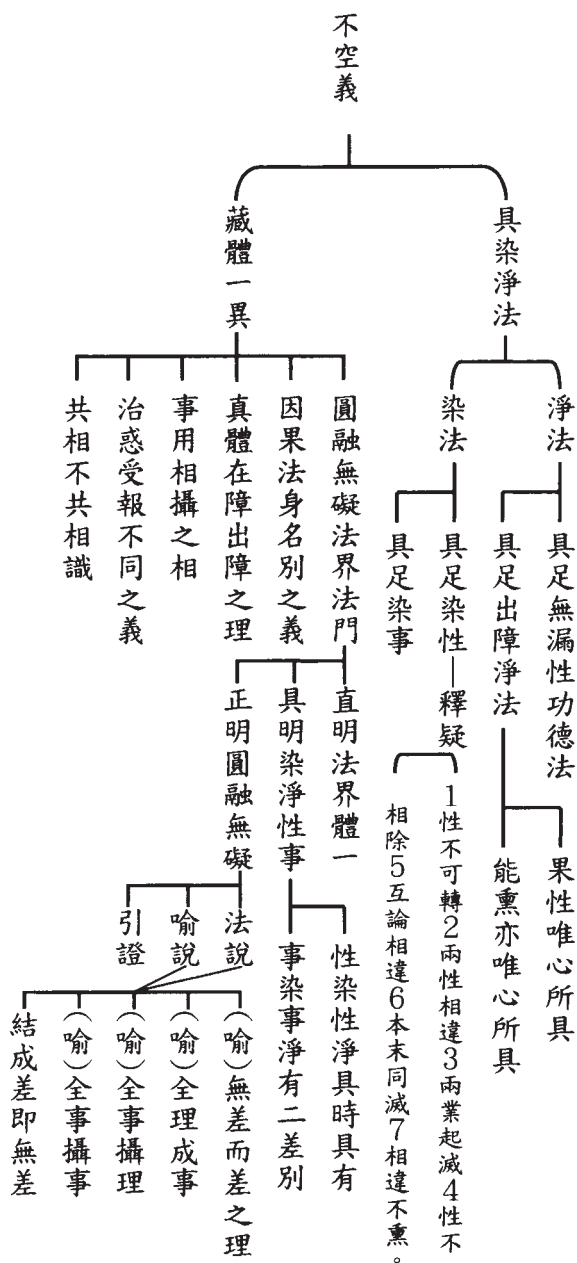 不空義
具染淨法
淨法
具足無漏性功德法
具足出障淨法
果性唯心所具
能熏亦唯心所具
染法
具足染性—釋疑
1性不可轉2兩性相違3兩業起滅4性不
相除5互論相違6本末同滅7相違不熏。
具足染事
藏體一異
圓融無礙法界法門
直明法界體一
具明染淨性事
性染性淨具時具有
事染事淨有二差別
正明圓融無礙
法說
喻說
引證
(喻)無差而差之理
(喻)全理成事
(喻)全事攝理
(喻)全事攝事
結成差即無差
因果法身名別之義
真體在障出障之理
事用相攝之相
治惑受報不同之義
共相不共相識